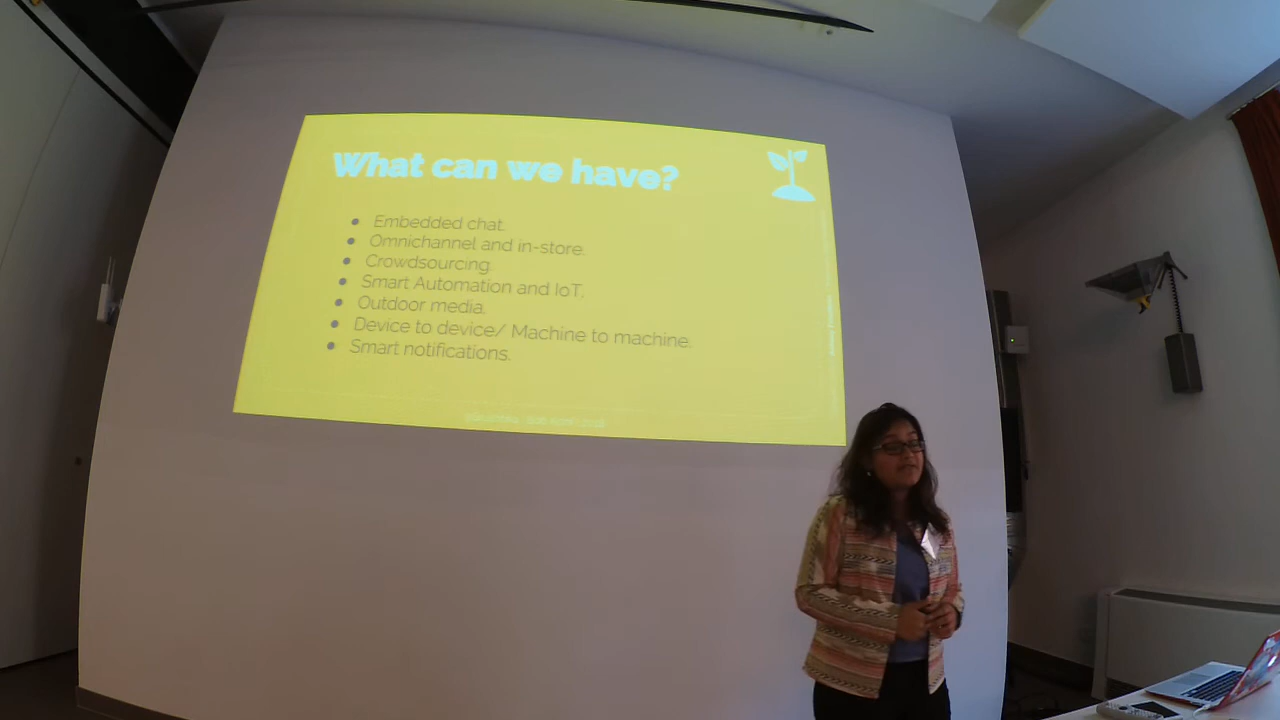 What can we have?
Embedded chat.
Omnichannel and in-store.
Crowdsourcing.
Smart Automation and IoT.
Outdoor media.
Device to device/ Machine to machine.
Smart notifications.